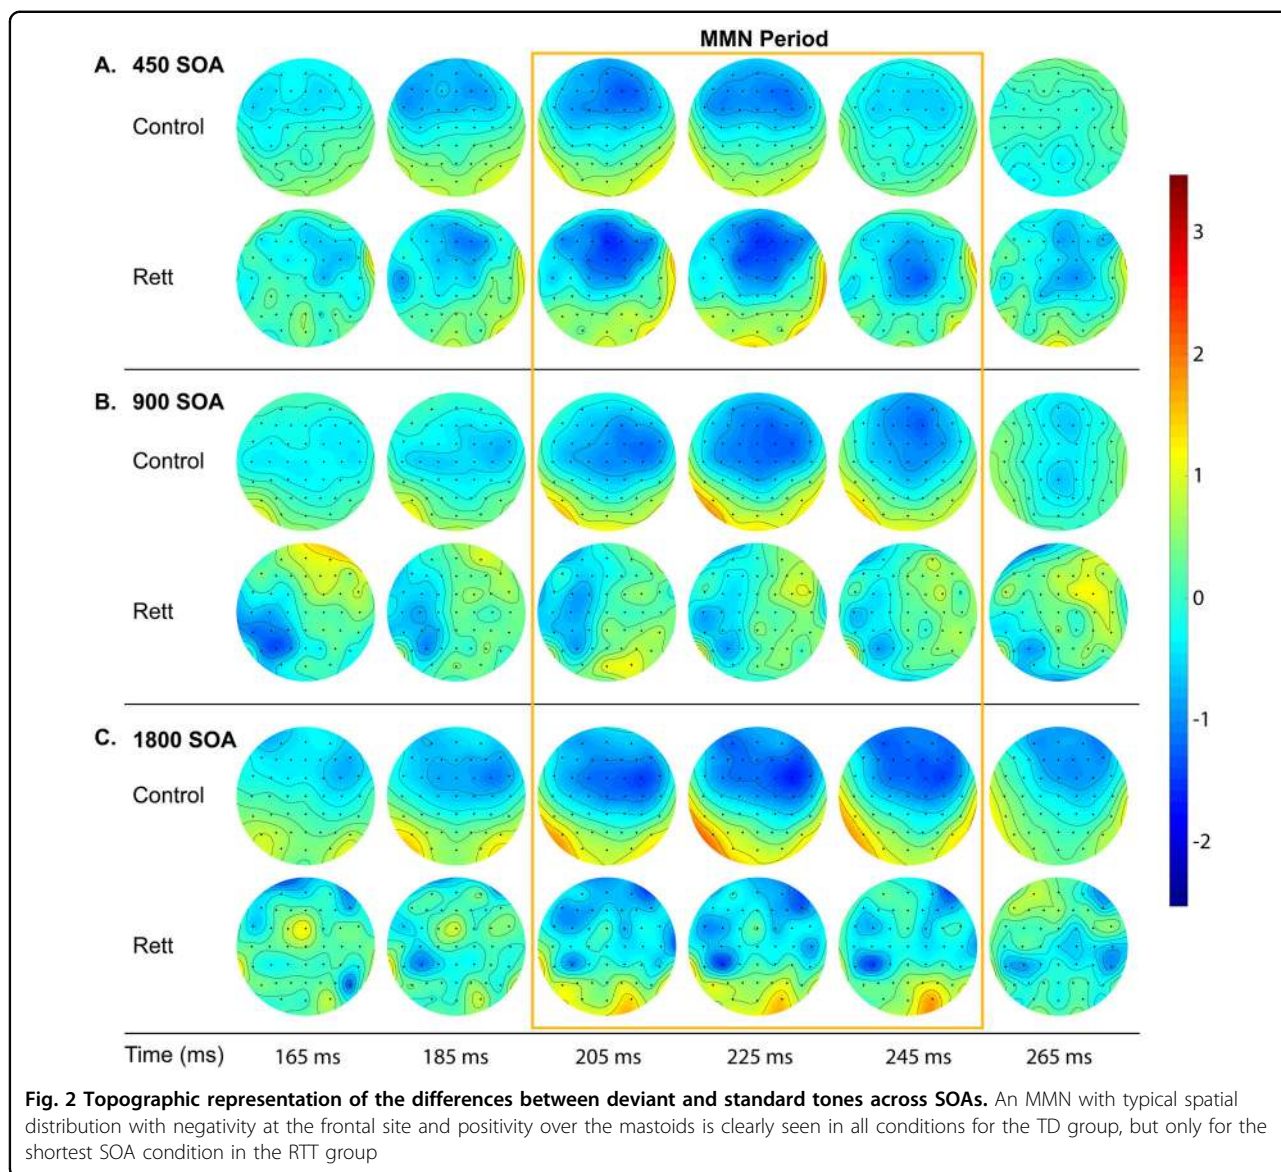 MMN Period
A. 450 SOA
Control
Rett
B. 900 SOA
Control
Rett
C. 1800 SOA
Control
Rett
3
2
1
0
-1
-2
Time (ms) 165 ms 185 ms 205 ms 225 ms 245 ms 265 ms
Fig. 2 Topographic representation of the differences between deviant and standard tones across SOAs. An MMN with typical spatial
distribution with negativity at the frontal site and positivity over the mastoids is clearly seen in all conditions for the TD group, but only for the
shortest SOA condition in the RTT group